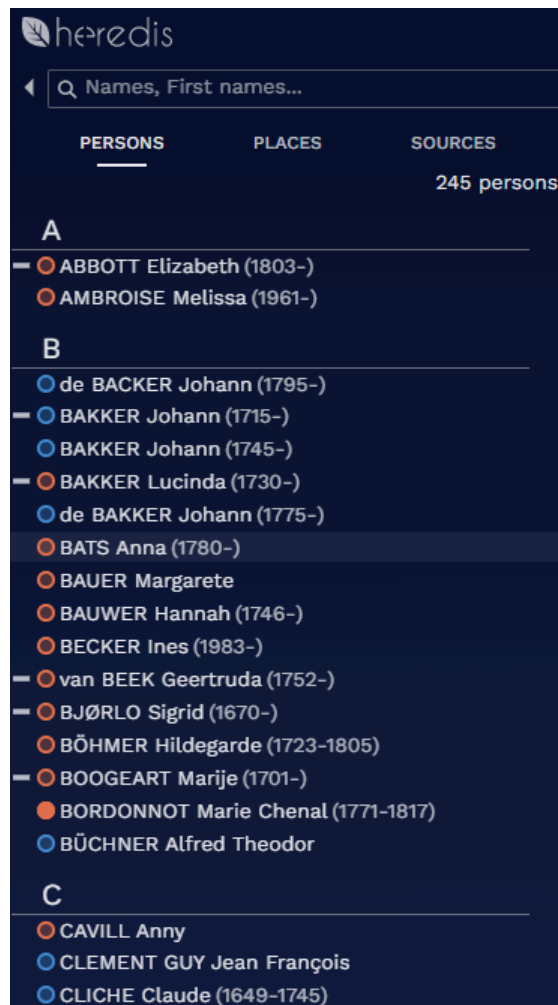 heredis
Names, First names...
PERSONS PLACES SOURCES
245 persons
A
ABBOTT Elizabeth (1803-)
AMBROISE Melissa (1961-)
B
de BACKER Johann (1795-)
BAKKER Johann (1715-)
BAKKER Johann (1745-)
BAKKER Lucinda (1730-)
de BAKKER Johann (1775-)
BATS Anna (1780-)
BAUER Margarete
BAUWER Hannah (1746-)
BECKER Ines (1983-)
van BEEK Geertruda (1752-)
BJØRLO Sigrid (1670-)
BÖHMER Hildegarde (1723-1805)
BOOGEART Marije (1701-)
BORDONNOT Marie Chenal (1771-1817)
BÜCHNER Alfred Theodor
C
CAVILL Anny
CLEMENT GUY Jean François
CLICHE Claude (1649-1745)